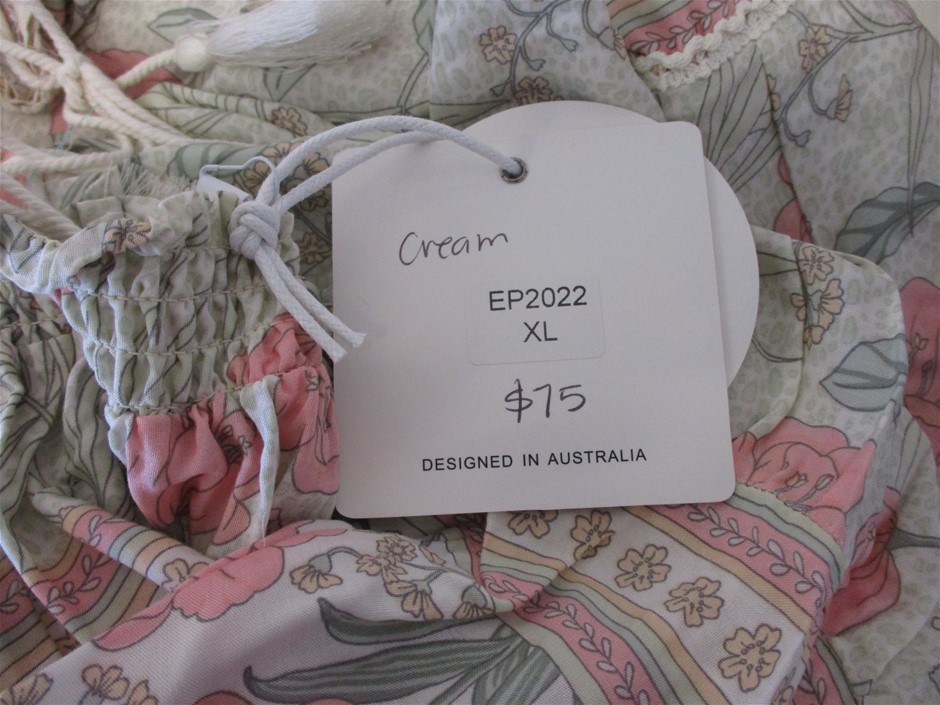 Cream
EP2022
XL
$75
DESIGNED IN AUSTRALIA